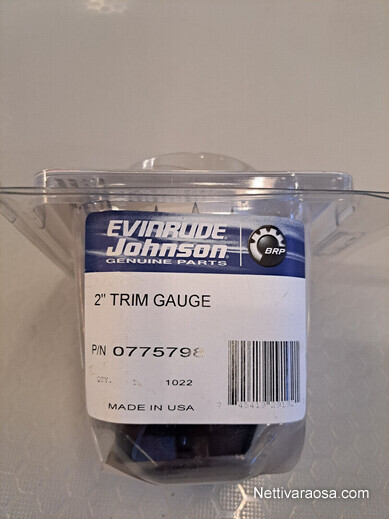 EVINRUDE
Johnson
GENUINE PARTS
BRP
2" TRIM GAUGE
P/N 0775798
1022
MADE IN USA
Nettivaraosa.com